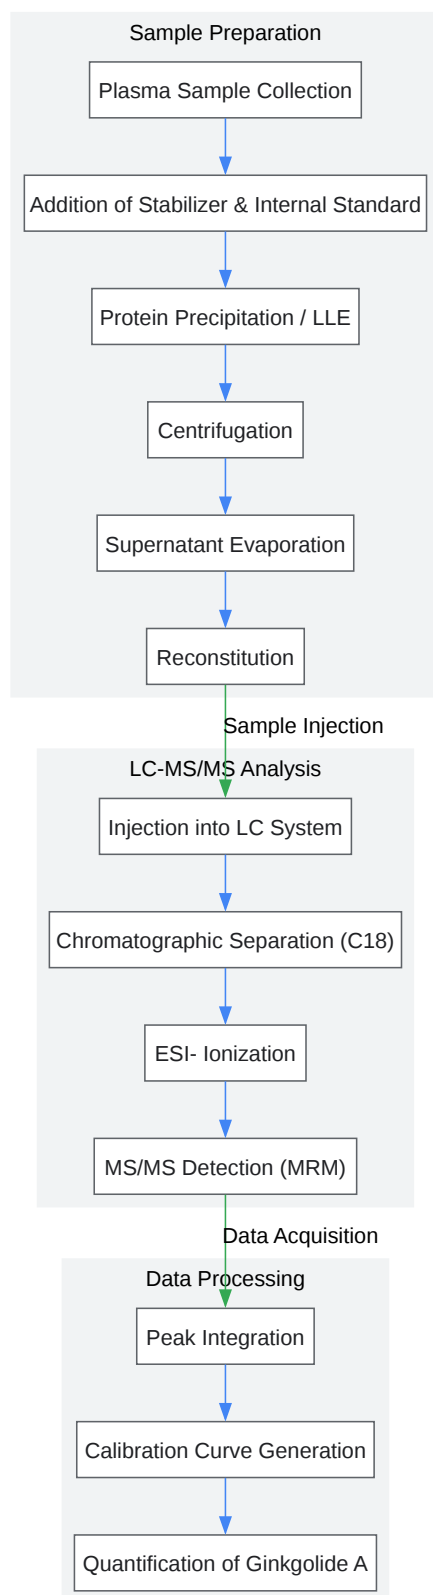 Sample Preparation
Plasma Sample Collection
Addition of Stabilizer & Internal Standard
Protein Precipitation / LLE
Centrifugation
Supernatant Evaporation
Reconstitution
Sample Injection
LC-MS/MS Analysis
Injection into LC System
Chromatographic Separation (C18)
ESI- Ionization
MS/MS Detection (MRM)
Data Acquisition
Data Processing
Peak Integration
Calibration Curve Generation
Quantification of Ginkgolide A